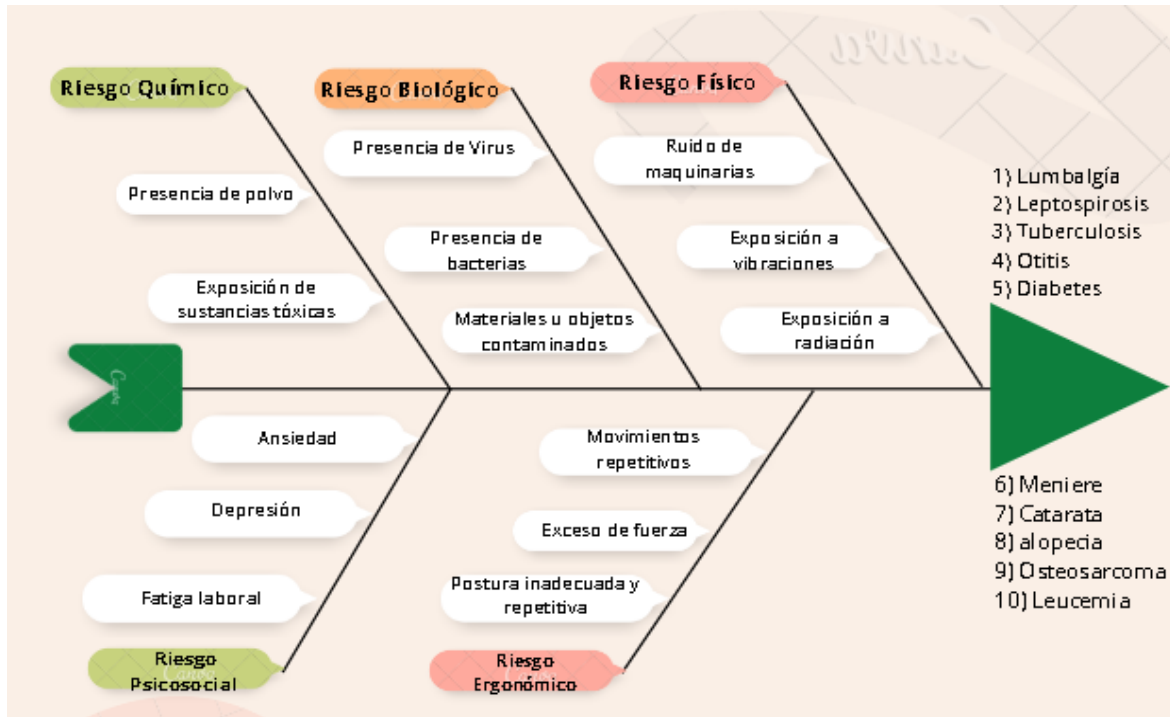 Riesgo Químico
Presencia de polvo
Exposición de
sustancias tóxicas
Riesgo Biológico
Presencia de Virus
Presencia de
bacterias
Materiales u objetos
contaminados
Riesgo Físico
Ruido de
maquinarias
Exposición a
vibraciones
Exposición a
radiación
1) Lumbalgía
2) Leptospirosis
3) Tuberculosis
4) Otitis
5) Diabetes
Ansiedad
Depresión
Fatiga laboral
Riesgo
Psicosocial
Movimientos
repetitivos
Exceso de fuerza
Postura inadecuada y
repetitiva
Riesgo
Ergonómico
6) Meniere
7) Catarata
8) alopecia
9) Osteosarcoma
10) Leucemia
Canva
Canva